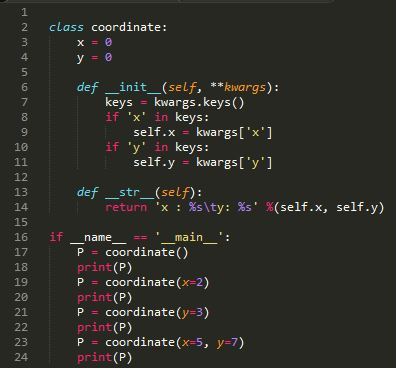 1
2 class coordinate:
3     x = 0
4     y = 0
5
6     def __init__(self, **kwargs):
7         keys = kwargs.keys()
8         if 'x' in keys:
9             self.x = kwargs['x']
10         if 'y' in keys:
11             self.y = kwargs['y']
12
13     def __str__(self):
14         return 'x : %s\ty: %s' %(self.x, self.y)
15
16 if __name__ == '__main__':
17     P = coordinate()
18     print(P)
19     P = coordinate(x=2)
20     print(P)
21     P = coordinate(y=3)
22     print(P)
23     P = coordinate(x=5, y=7)
24     print(P)